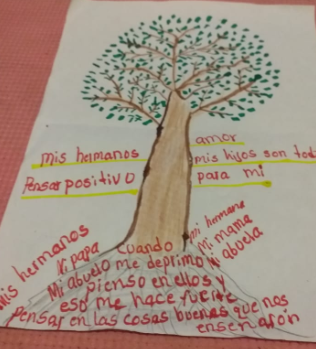 mis hermanos
Pensar positivo
amor
mis hijos son tod
para mi
mis hermanos
Mi papa
Mi abuelo
mi hermana
Mi mama
Mi abuela
Cuando
me deprimo
pienso en ellos y
eso me hace fuerte
Pensar en las cosas buenas que nos
enseñarón